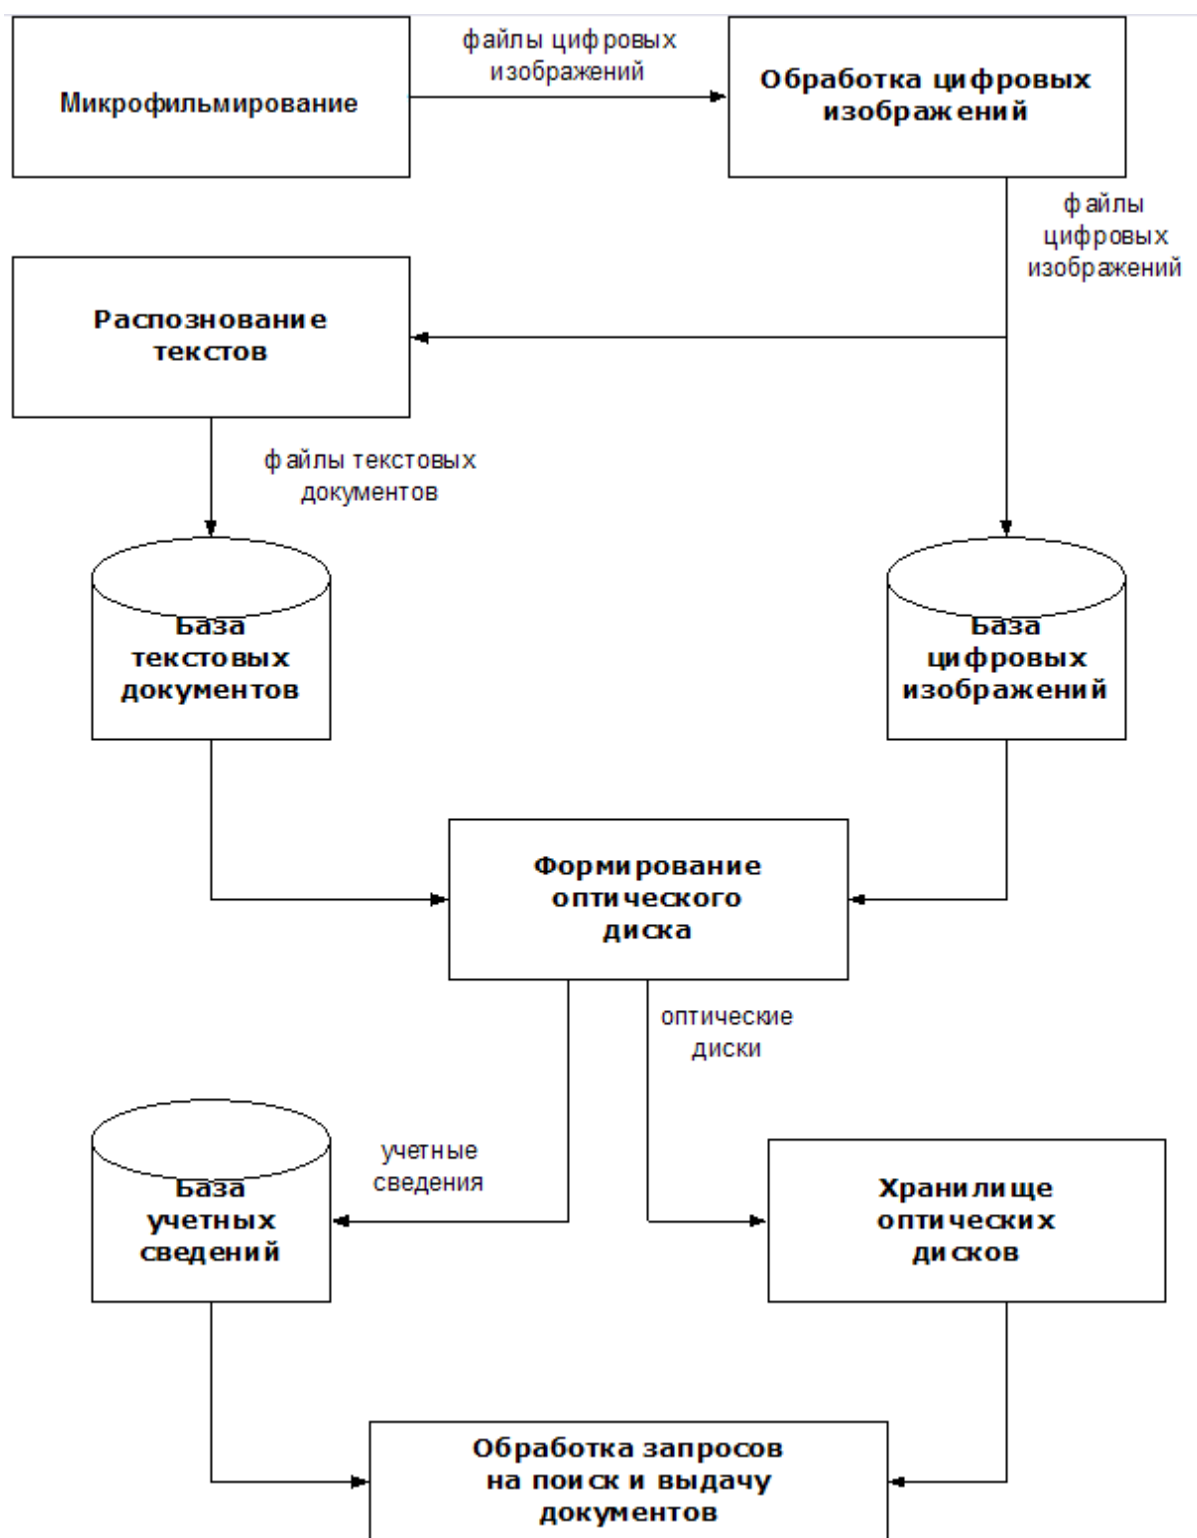 Микрофильмирование
файлы цифровых
изображений
Обработка цифровых
изображений
файлы
цифровых
изображений
Распознование
текстов
файлы текстовых
документов
База
текстовых
документов
База
цифровых
изображений
Формирование
оптического
диска
оптические
диски
учетные
сведения
База
учетных
сведений
Хранилище
оптических
дисков
Обработка запросов
на поиск и выдачу
документов